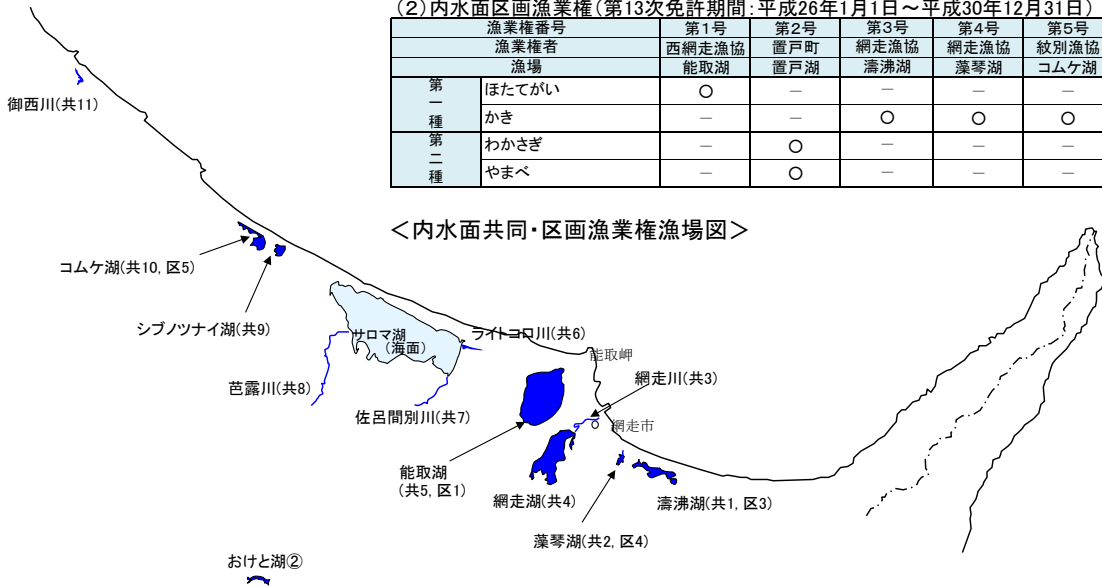 (2)内水面区画漁業権(第13次免許期間:平成26年1月1日～平成30年12月31日)
漁業権番号 第1号 第2号 第3号 第4号 第5号
漁業権者 西網走漁協 置戸町 網走漁協 網走漁協 紋別漁協
漁場 能取湖 置戸湖 濤沸湖 藻琴湖 コムケ湖
第一種 ほたてがい ○ － － － －
かき － － ○ ○ ○
第二種 わかさぎ － ○ － － －
やまべ － ○ － － －
御西川(共11)
＜内水面共同・区画漁業権漁場図＞
コムケ湖(共10, 区5)
シブノツナイ湖(共9)
サロマ湖
(海面)
ライトコロ川(共6)
能取岬
網走川(共3)
芭露川(共8)
佐呂間別川(共7)
網走市
能取湖
(共5, 区1)
網走湖(共4)
濤沸湖(共1, 区3)
藻琴湖(共2, 区4)
おけと湖②